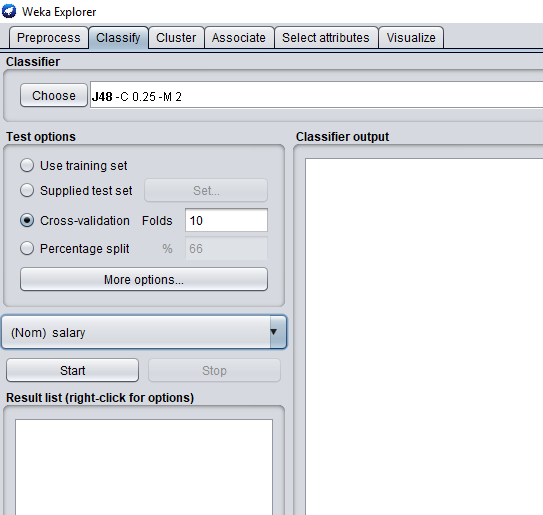 Weka Explorer
Preprocess Classify Cluster Associate Select attributes Visualize
Classifier
Choose J48 -C 0.25 -M 2
Test options
Use training set
Supplied test set Set...
Cross-validation Folds 10
Percentage split % 66
More options...
(Nom) salary
Start Stop
Result list (right-click for options)
Classifier output